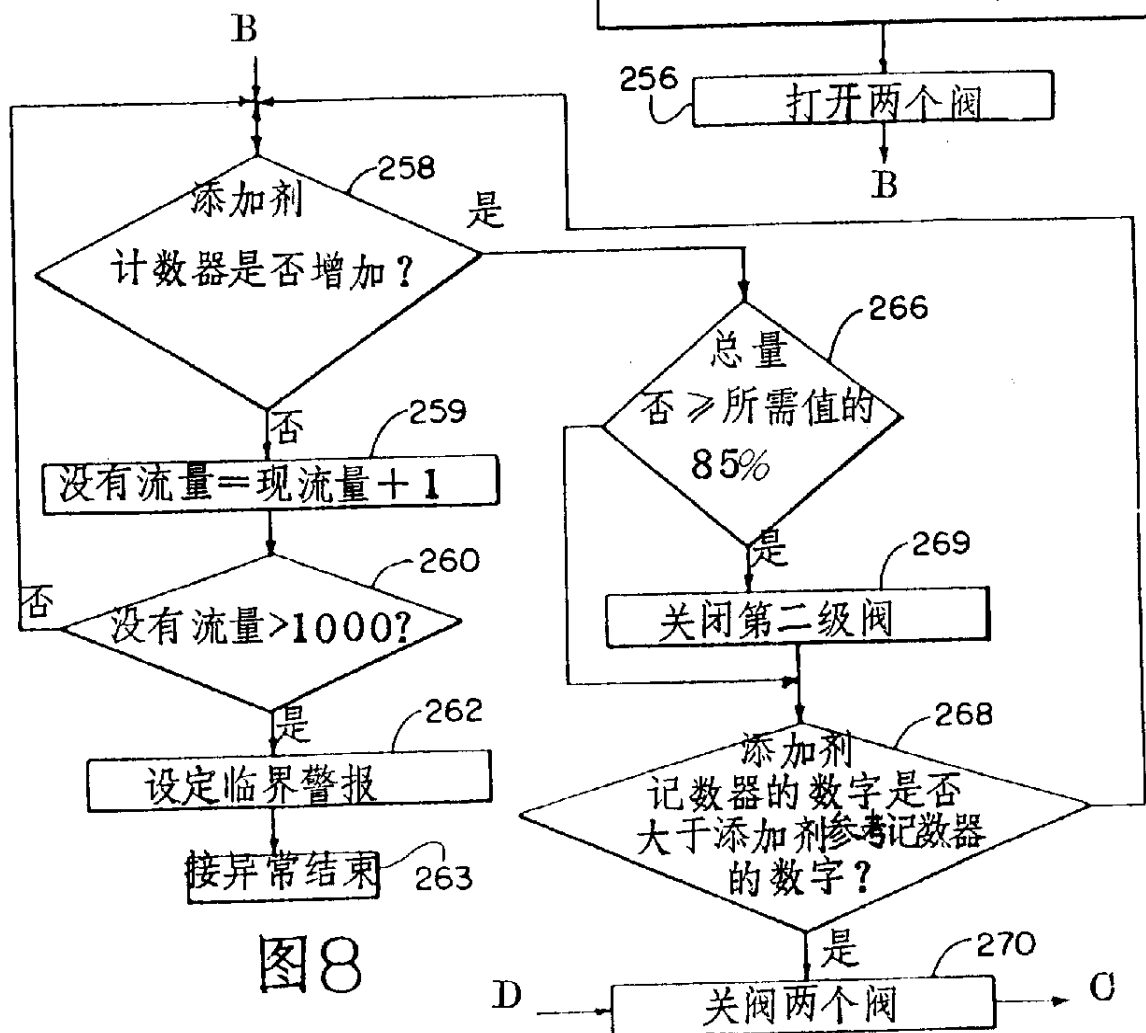 B
256
打开两个阀
B
258
添加剂
计数器是否增加?
是
否
259
没有流量=现流量+1
260
否
没有流量>1000?
是
262
设定临界警报
接异常结束
263
图8
266
总量
否 ≥所需值的
85%
是
269
关闭第二级阀
268
添加剂
记数器的数字是否
大于添加剂参考记数器
的数字?
是
270
D
关阀两个阀
C